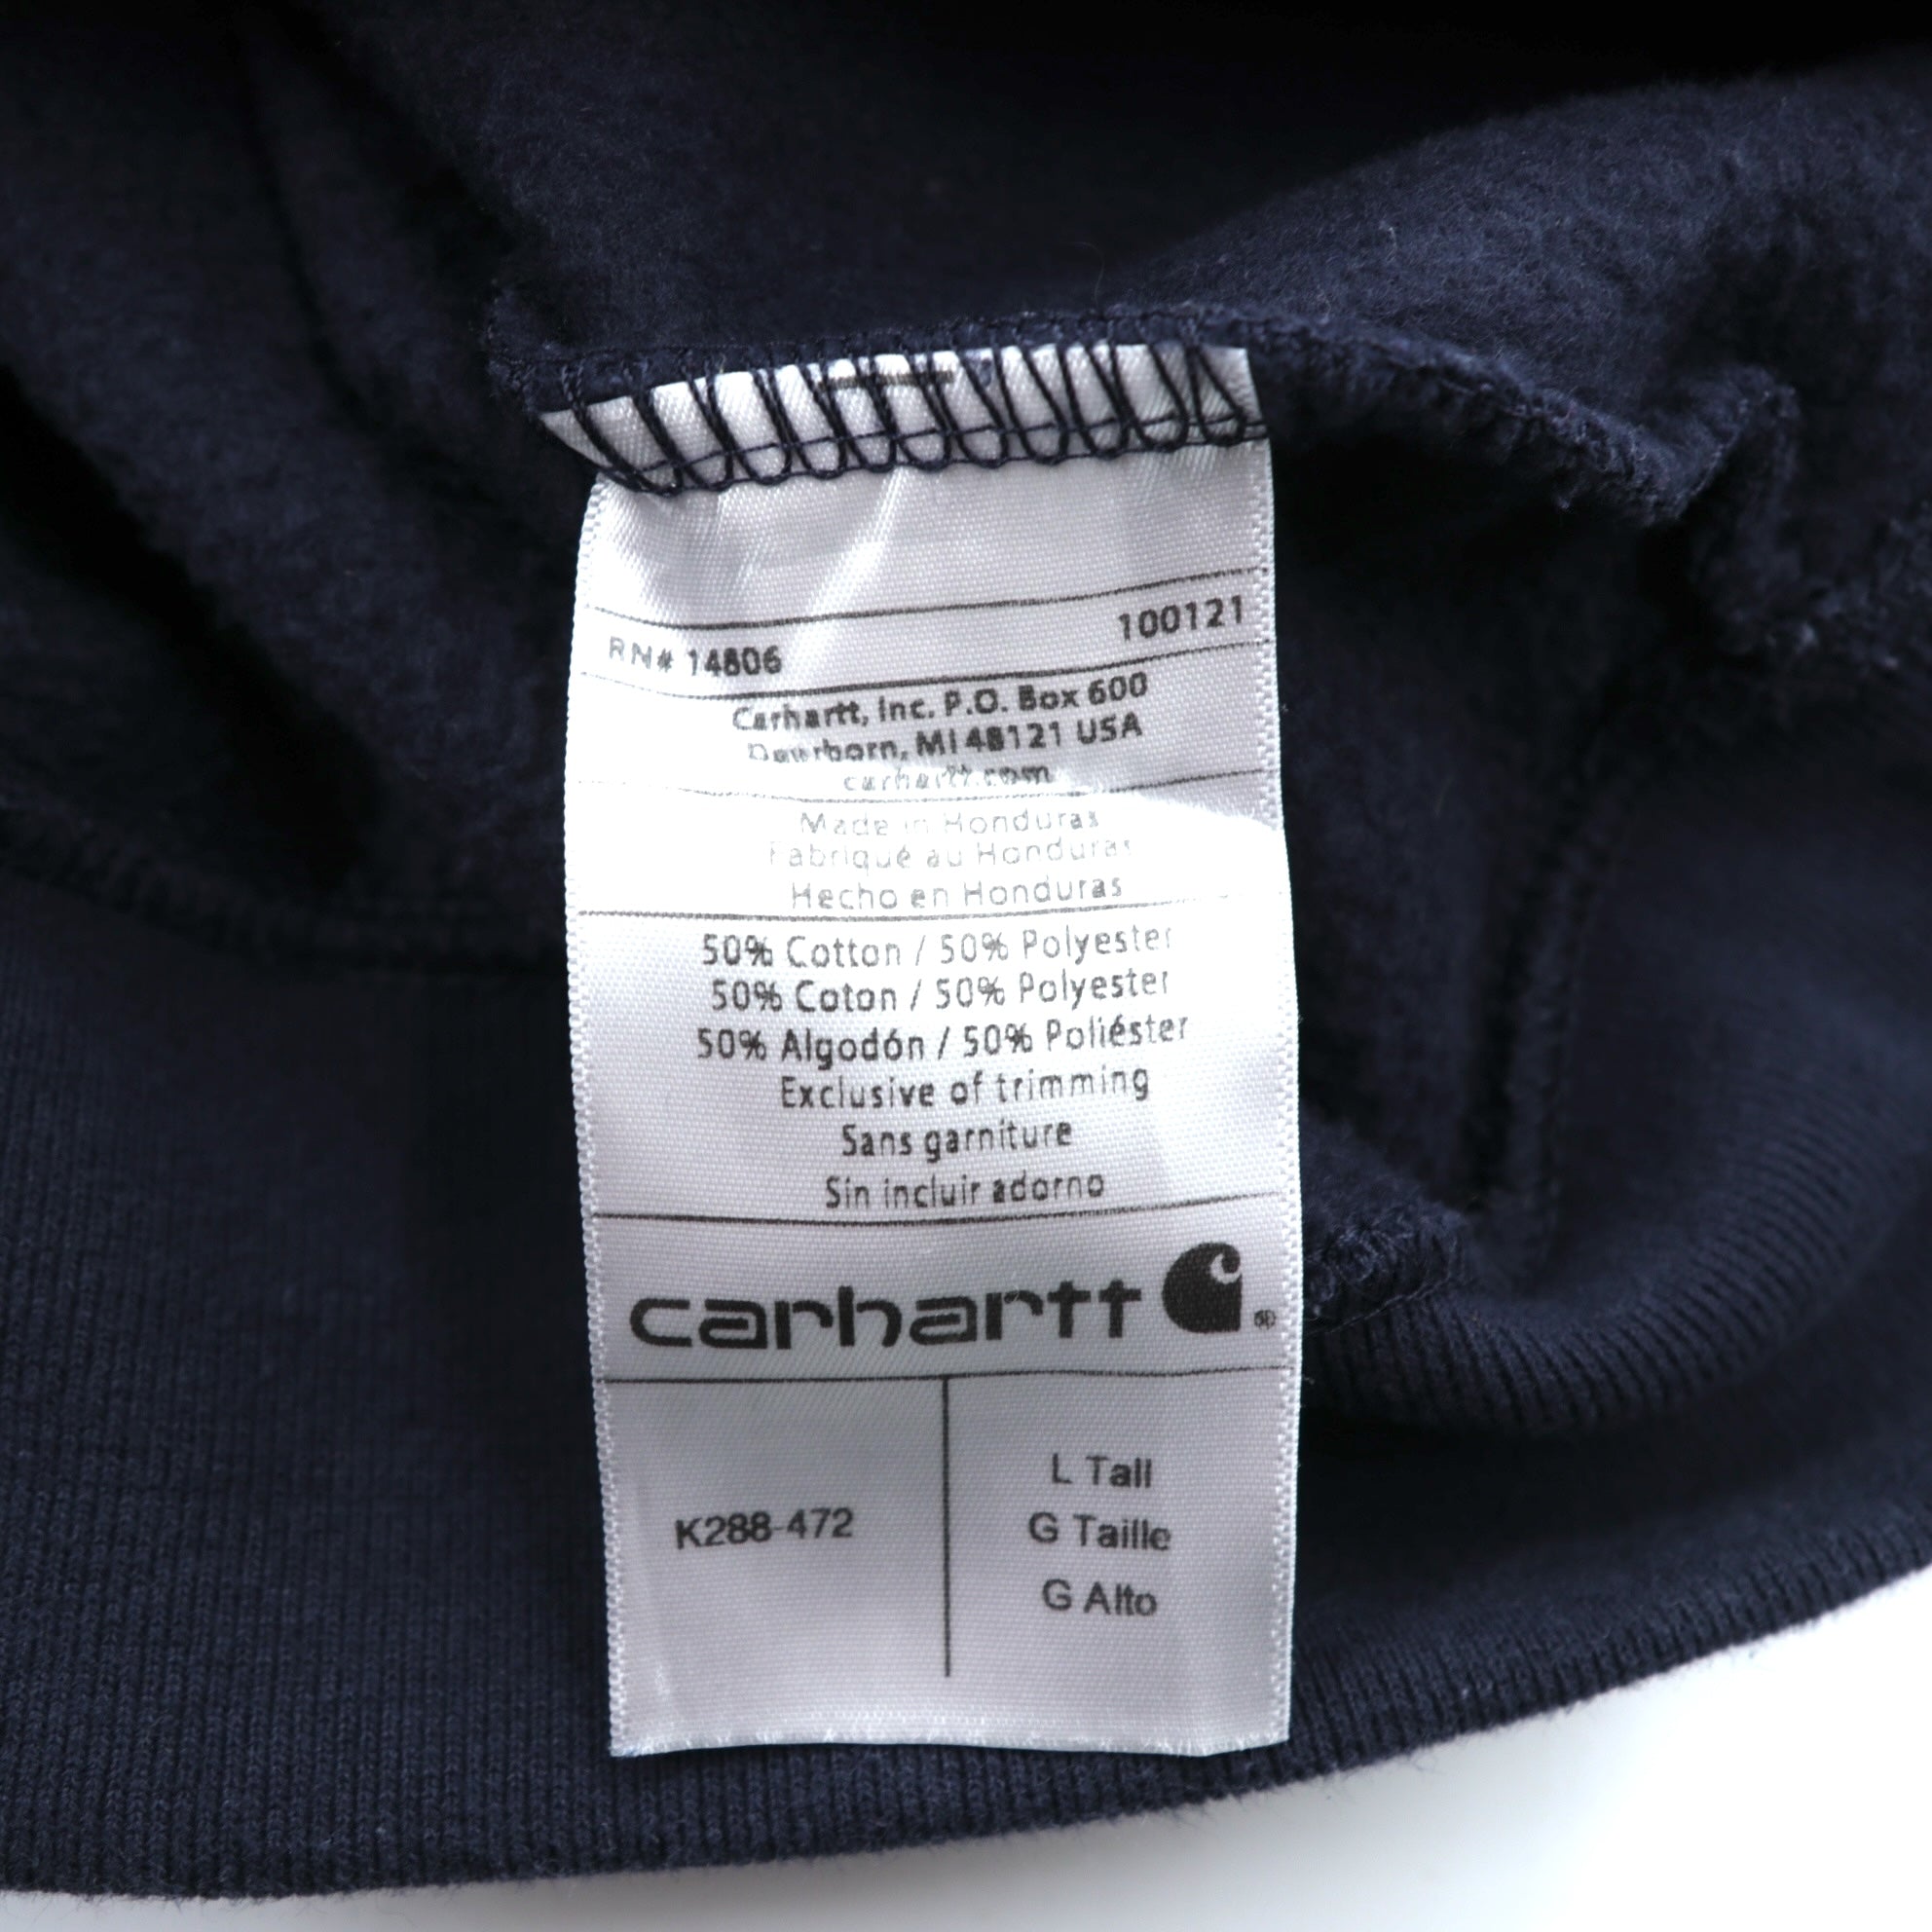 RN# 14806 100121
Carhartt, Inc. P.O. Box 600
Dearborn, MI 48121 USA
carhartt.com
Made in Honduras
Fabriqué au Honduras
Hecho en Honduras
50% Cotton / 50% Polyester
50% Coton / 50% Polyester
50% Algodón / 50% Poliéster
Exclusive of trimming
Sans garniture
Sin incluir adorno
carhartt ®
K288-472
L Tall
G Taille
G Alto